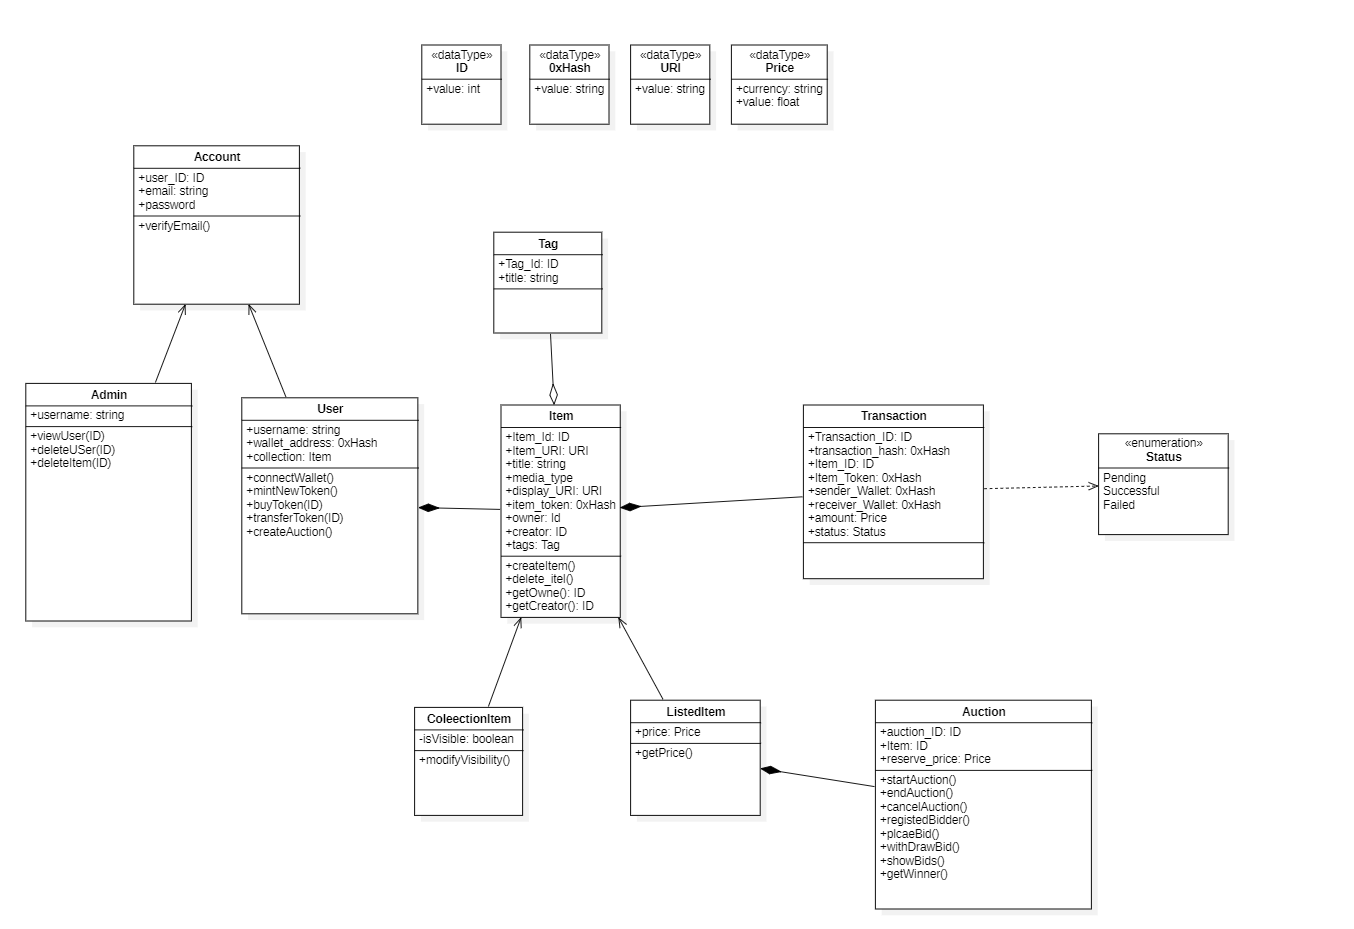 «dataType»
ID
+value: int
«dataType»
0xHash
+value: string
«dataType»
URI
+value: string
«dataType»
Price
+currency: string
+value: float
Account
+user_ID: ID
+email: string
+password
+verifyEmail()
Tag
+Tag_Id: ID
+title: string
Admin
+username: string
+viewUser(ID)
+deleteUSer(ID)
+deleteItem(ID)
User
+username: string
+wallet_address: 0xHash
+collection: Item
+connectWallet()
+mintNewToken()
+buyToken(ID)
+transferToken(ID)
+createAuction()
Item
+Item_Id: ID
+Item_URI: URI
+title: string
+media_type
+display_URI: URI
+item_token: 0xHash
+owner: Id
+creator: ID
+tags: Tag
+createItem()
+delete_itel()
+getOwne(): ID
+getCreator(): ID
Transaction
+Transaction_ID: ID
+transaction_hash: 0xHash
+Item_ID: ID
+Item_Token: 0xHash
+sender_Wallet: 0xHash
+receiver_Wallet: 0xHash
+amount: Price
+status: Status
«enumeration»
Status
Pending
Successful
Failed
ColeectionItem
-isVisible: boolean
+modifyVisibility()
ListedItem
+price: Price
+getPrice()
Auction
+auction_ID: ID
+Item: ID
+reserve_price: Price
+startAuction()
+endAuction()
+cancelAuction()
+registedBidder()
+plcaeBid()
+withDrawBid()
+showBids()
+getWinner()